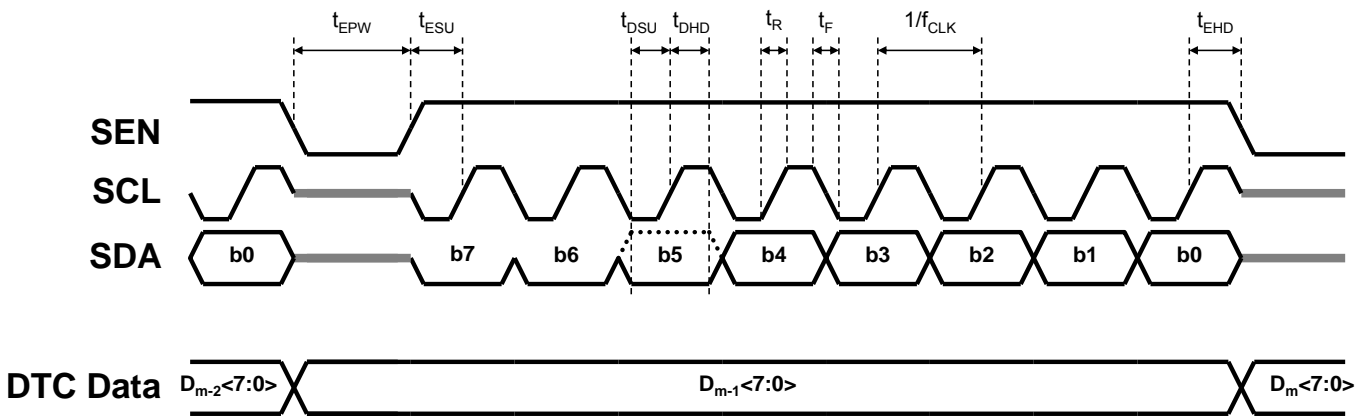 tEPW tESU tDSU tDHD tR tF 1/fCLK tEHD
SEN
SCL
SDA b0 b7 b6 b5 b4 b3 b2 b1 b0
DTC Data Dm-2<7:0> Dm-1<7:0> Dm<7:0>